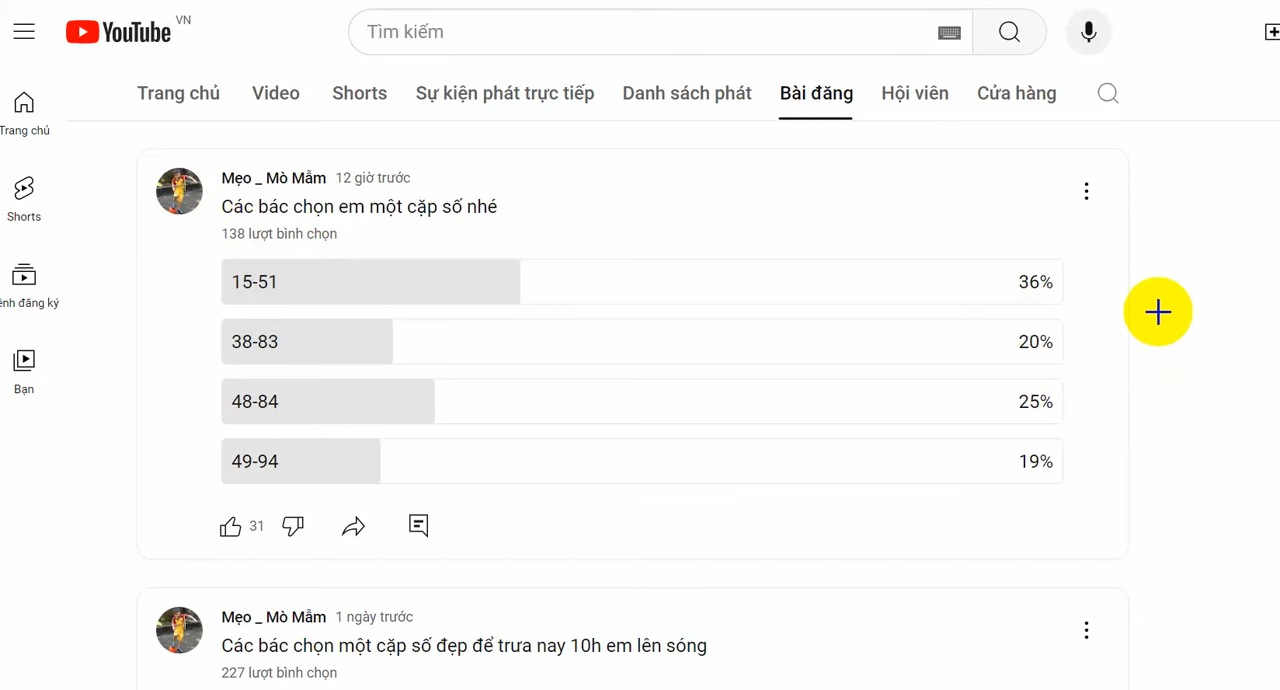 YouTube VN
Tìm kiếm
Trang chủ Video Shorts Sự kiện phát trực tiếp Danh sách phát Bài đăng Hội viên Cửa hàng
Trang chủ
Shorts
ênh đăng ký
Bạn
Mẹo _ Mò Mẫm 12 giờ trước
Các bác chọn em một cặp số nhé
138 lượt bình chọn
15-51 36%
38-83 20%
48-84 25%
49-94 19%
31
Mẹo _ Mò Mẫm 1 ngày trước
Các bác chọn một cặp số đẹp để trưa nay 10h em lên sóng
227 lượt bình chọn